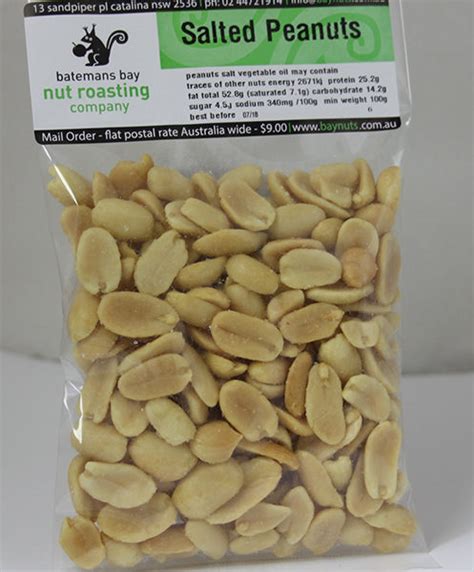 13 sandpiper pl catalina nsw 2536 | ph: 02 44721914 |
Salted Peanuts
batemans bay
nut roasting
company
peanuts salt vegetable oil may contain
traces of other nuts energy 2671kj protein 25.2g
fat total 52.8g (saturated 7.1g) carbohydrate 14.2g
sugar 4.5g sodium 340mg /100g min weight 100g
best before 07/18 6
Mail Order - flat postal rate Australia wide - $9.00 | www.baynuts.com.au